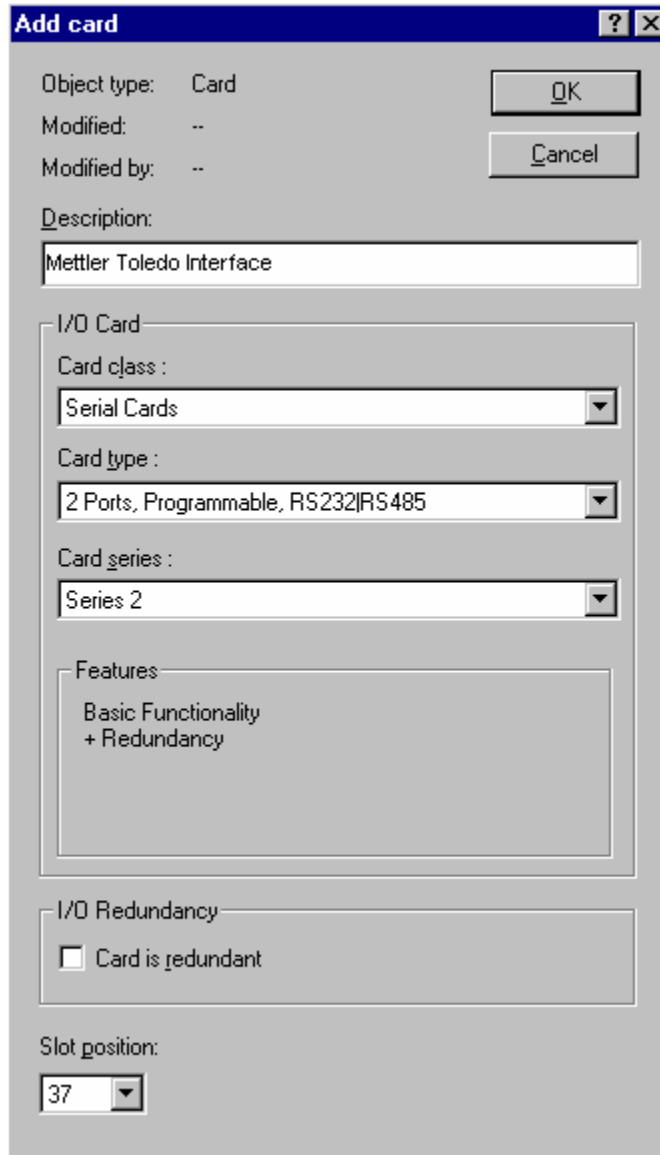 Add card
Object type: Card
OK
Modified: --
Cancel
Modified by: --
Description:
Mettler Toledo Interface
I/O Card
Card class :
Serial Cards
Card type :
2 Ports, Programmable, RS232|RS485
Card series :
Series 2
Features
Basic Functionality
+ Redundancy
I/O Redundancy
Card is redundant
Slot position:
37